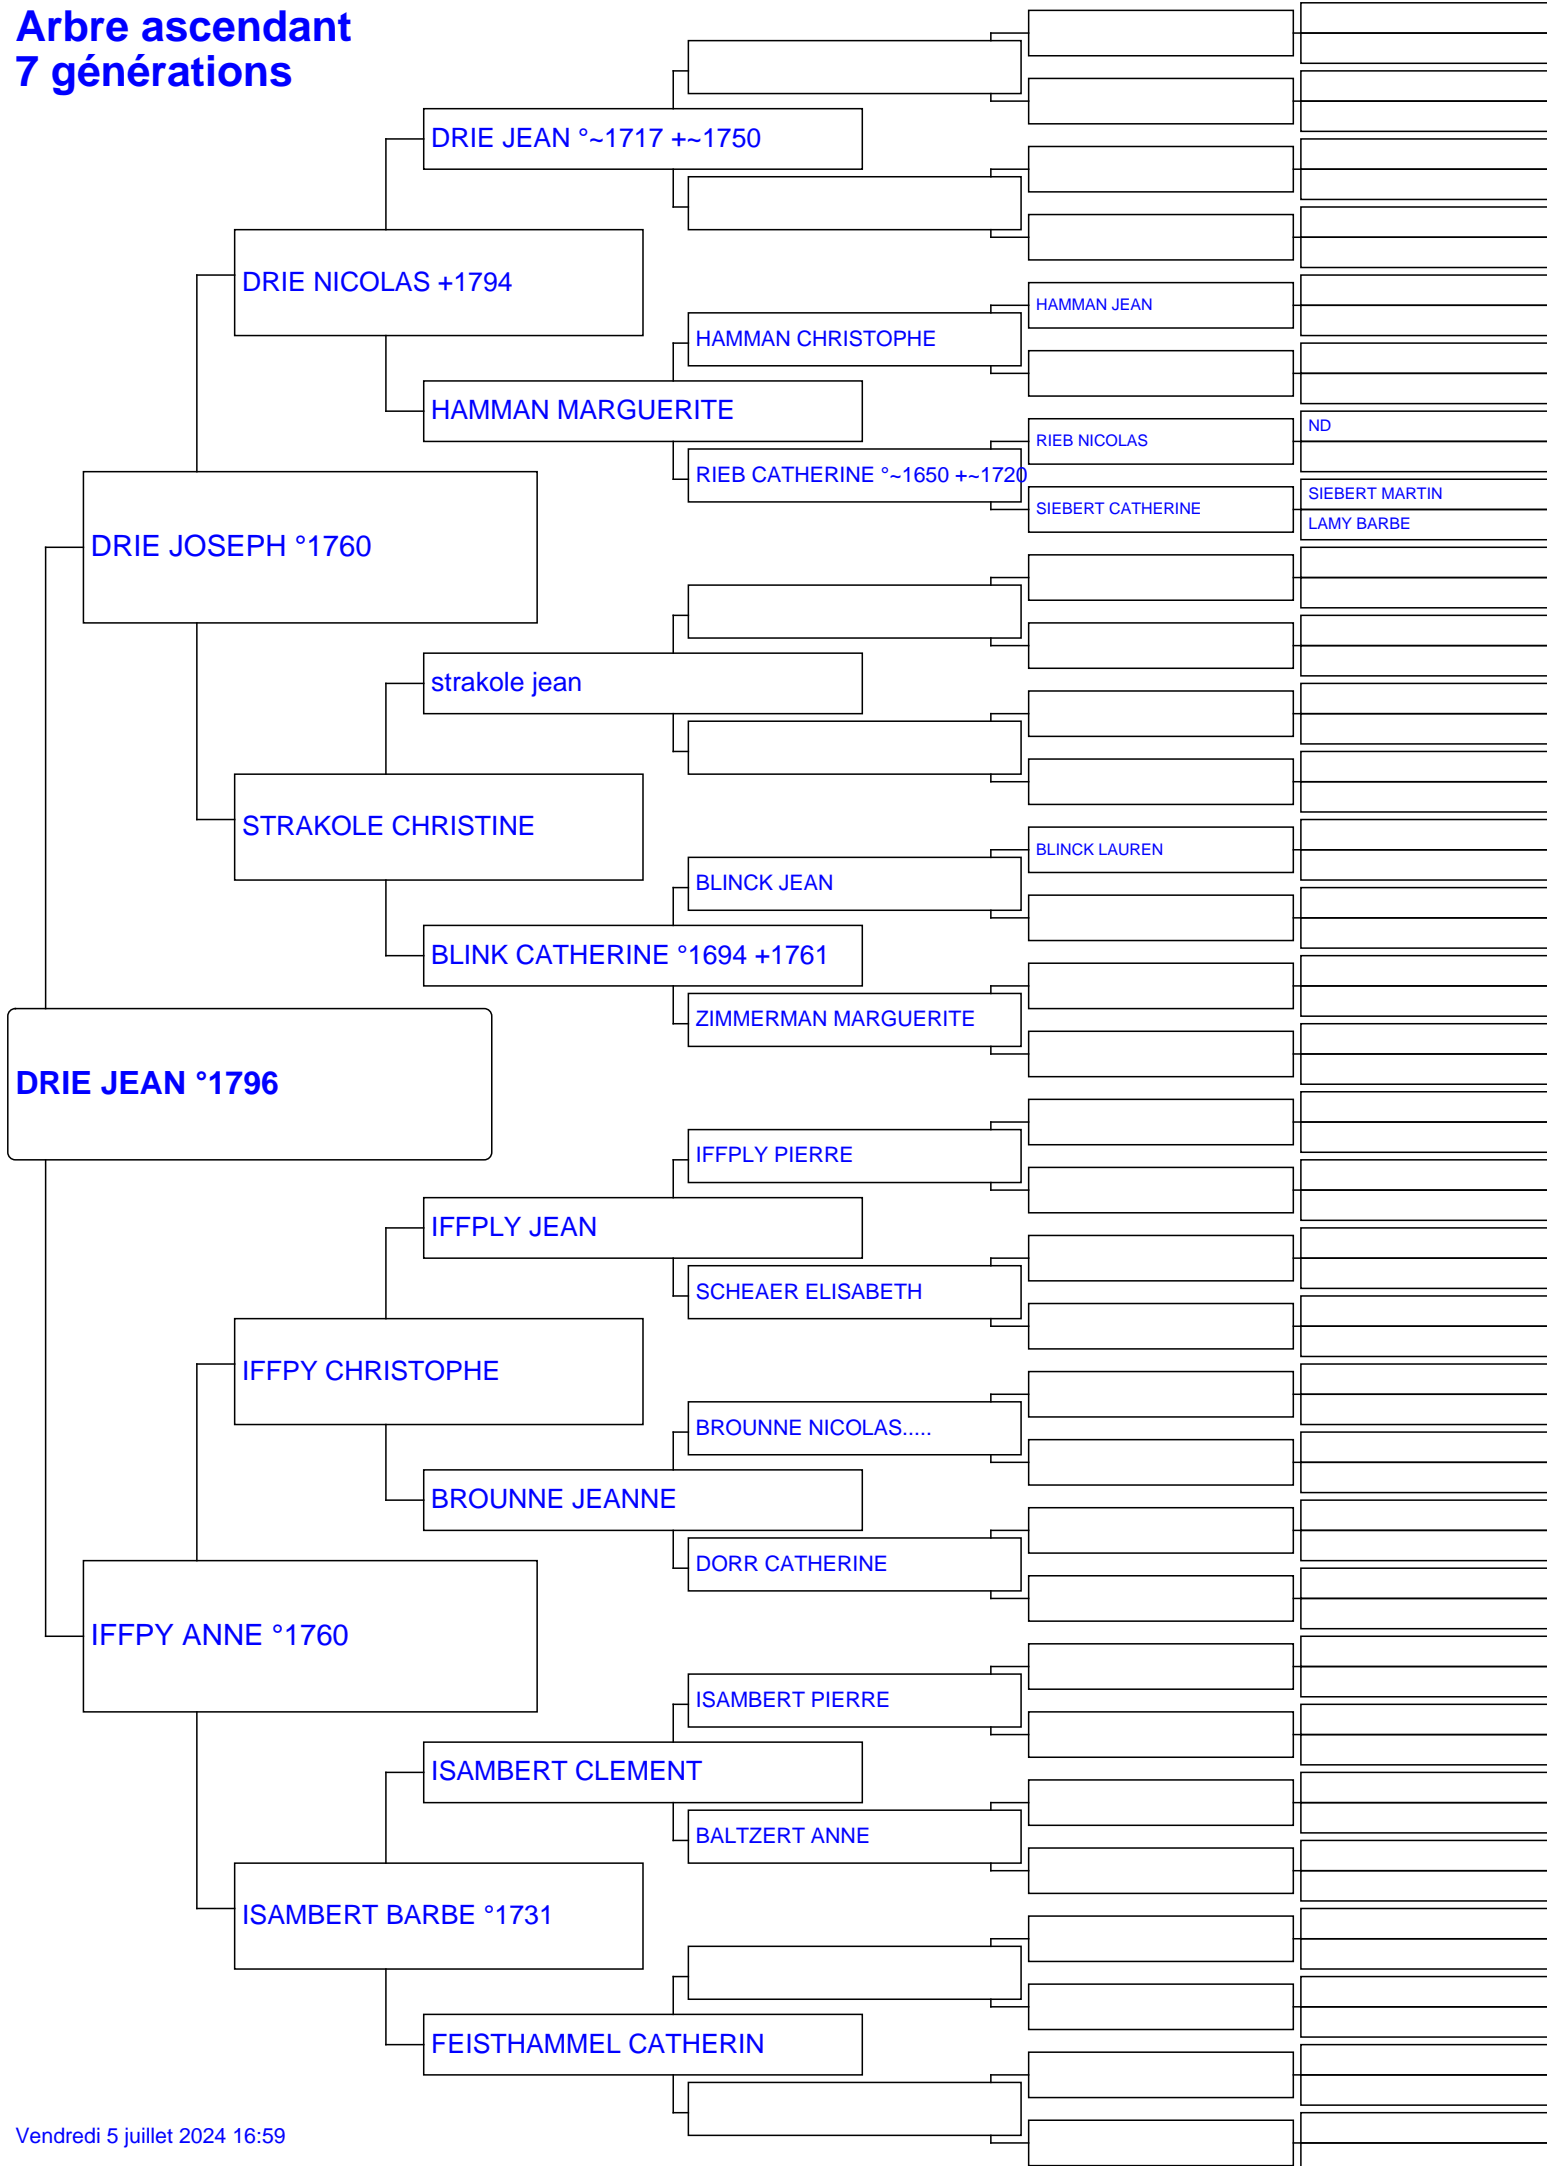 Arbre ascendant
7 générations
DRIE JEAN °~1717 +~1750
DRIE NICOLAS +1794
HAMMAN JEAN
HAMMAN CHRISTOPHE
HAMMAN MARGUERITE
RIEB NICOLAS
ND
RIEB CATHERINE °~1650 +~1720
SIEBERT CATHERINE
SIEBERT MARTIN
LAMY BARBE
DRIE JOSEPH °1760
strakole jean
STRAKOLE CHRISTINE
BLINCK LAUREN
BLINCK JEAN
BLINK CATHERINE °1694 +1761
ZIMMERMAN MARGUERITE
DRIE JEAN °1796
IFFPLY PIERRE
IFFPLY JEAN
SCHEAER ELISABETH
IFFPY CHRISTOPHE
BROUNNE NICOLAS.....
BROUNNE JEANNE
DORR CATHERINE
IFFPY ANNE °1760
ISAMBERT PIERRE
ISAMBERT CLEMENT
BALTZERT ANNE
ISAMBERT BARBE °1731
FEISTHAMMEL CATHERIN
Vendredi 5 juillet 2024 16:59